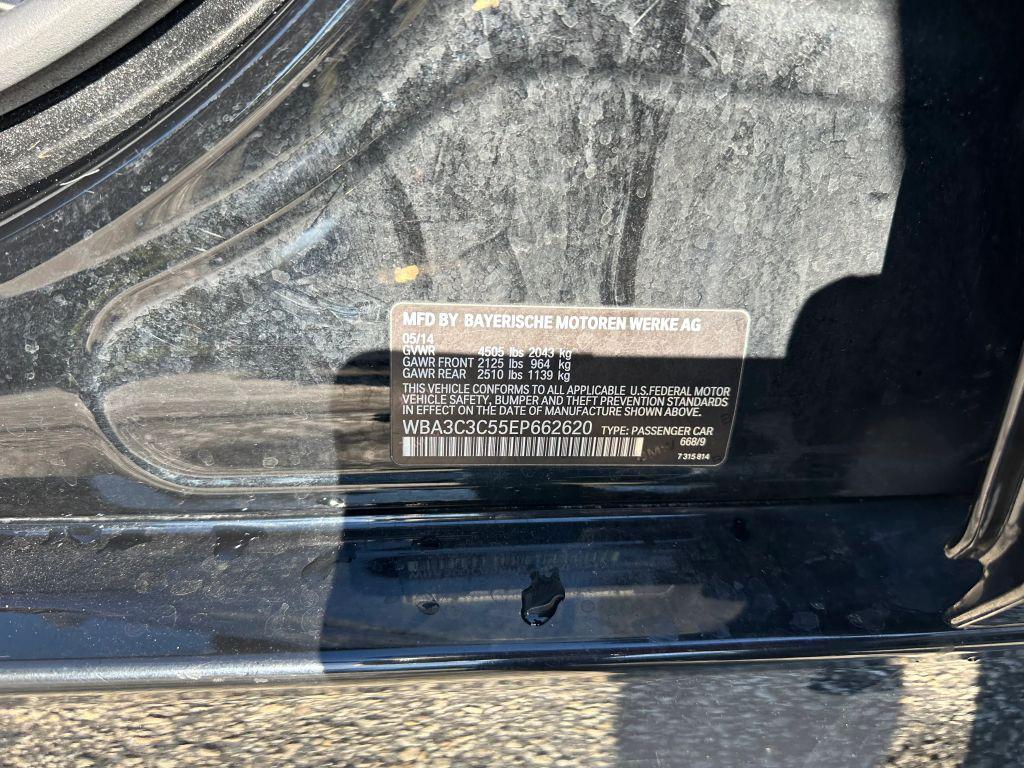 MFD BY BAYERISCHE MOTOREN WERKE AG
05/14
GVWR 4505 lbs 2043 kg
GAWR FRONT 2125 lbs 964 kg
GAWR REAR 2510 lbs 1139 kg
THIS VEHICLE CONFORMS TO ALL APPLICABLE U.S.FEDERAL MOTOR
VEHICLE SAFETY, BUMPER AND THEFT PREVENTION STANDARDS
IN EFFECT ON THE DATE OF MANUFACTURE SHOWN ABOVE.
WBA3C3C55EP662620 TYPE: PASSENGER CAR
668/9
7 315 814